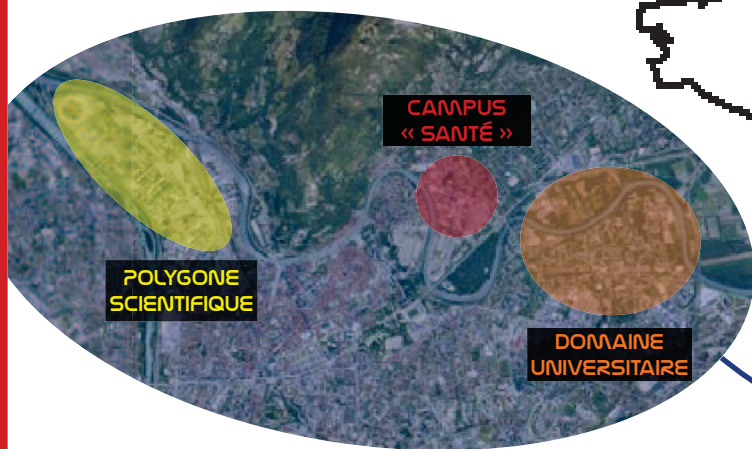 CAMPUS
« SANTÉ »
POLYGONE
SCIENTIFIQUE
DOMAINE
UNIVERSITAIRE